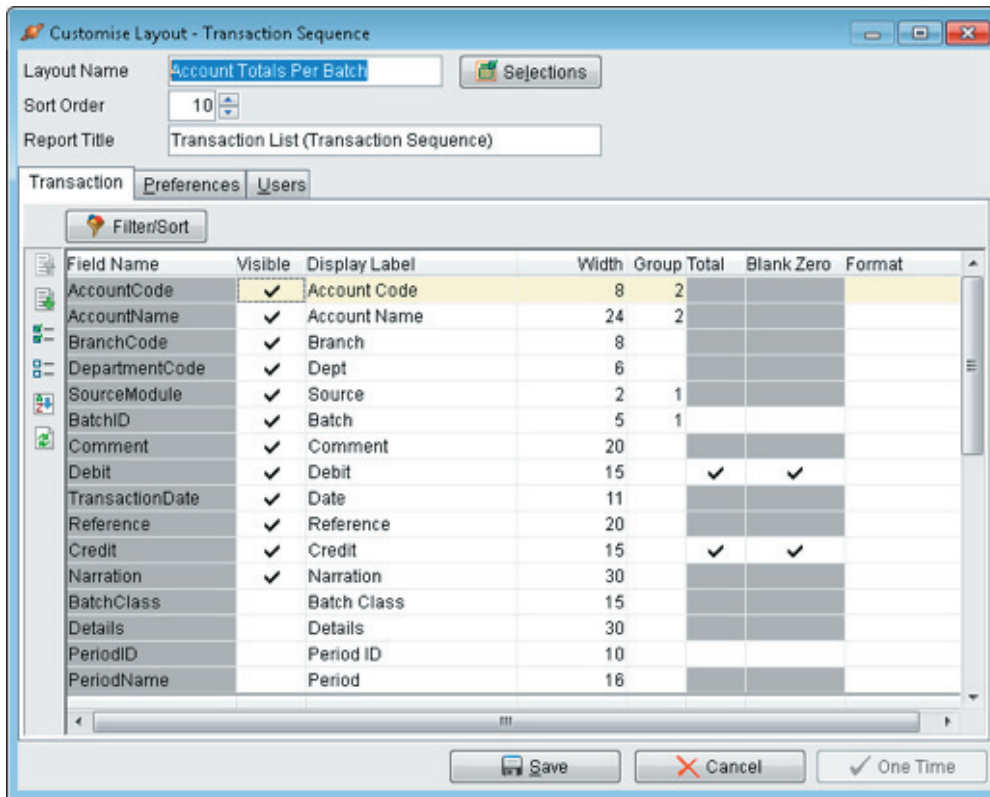 Customise Layout - Transaction Sequence
Layout Name Account Totals Per Batch Selections
Sort Order 10
Report Title Transaction List (Transaction Sequence)
Transaction Preferences Users
Filter/Sort
Field Name Visible Display Label Width Group Total Blank Zero Format
AccountCode Account Code 8 2
AccountName Account Name 24 2
BranchCode Branch 8
DepartmentCode Dept 6
SourceModule Source 2 1
BatchID Batch 5 1
Comment Comment 20
Debit Debit 15
TransactionDate Date 11
Reference Reference 20
Credit Credit 15
Narration Narration 30
BatchClass Batch Class 15
Details Details 30
PeriodID Period ID 10
PeriodName Period 16
Save Cancel One Time